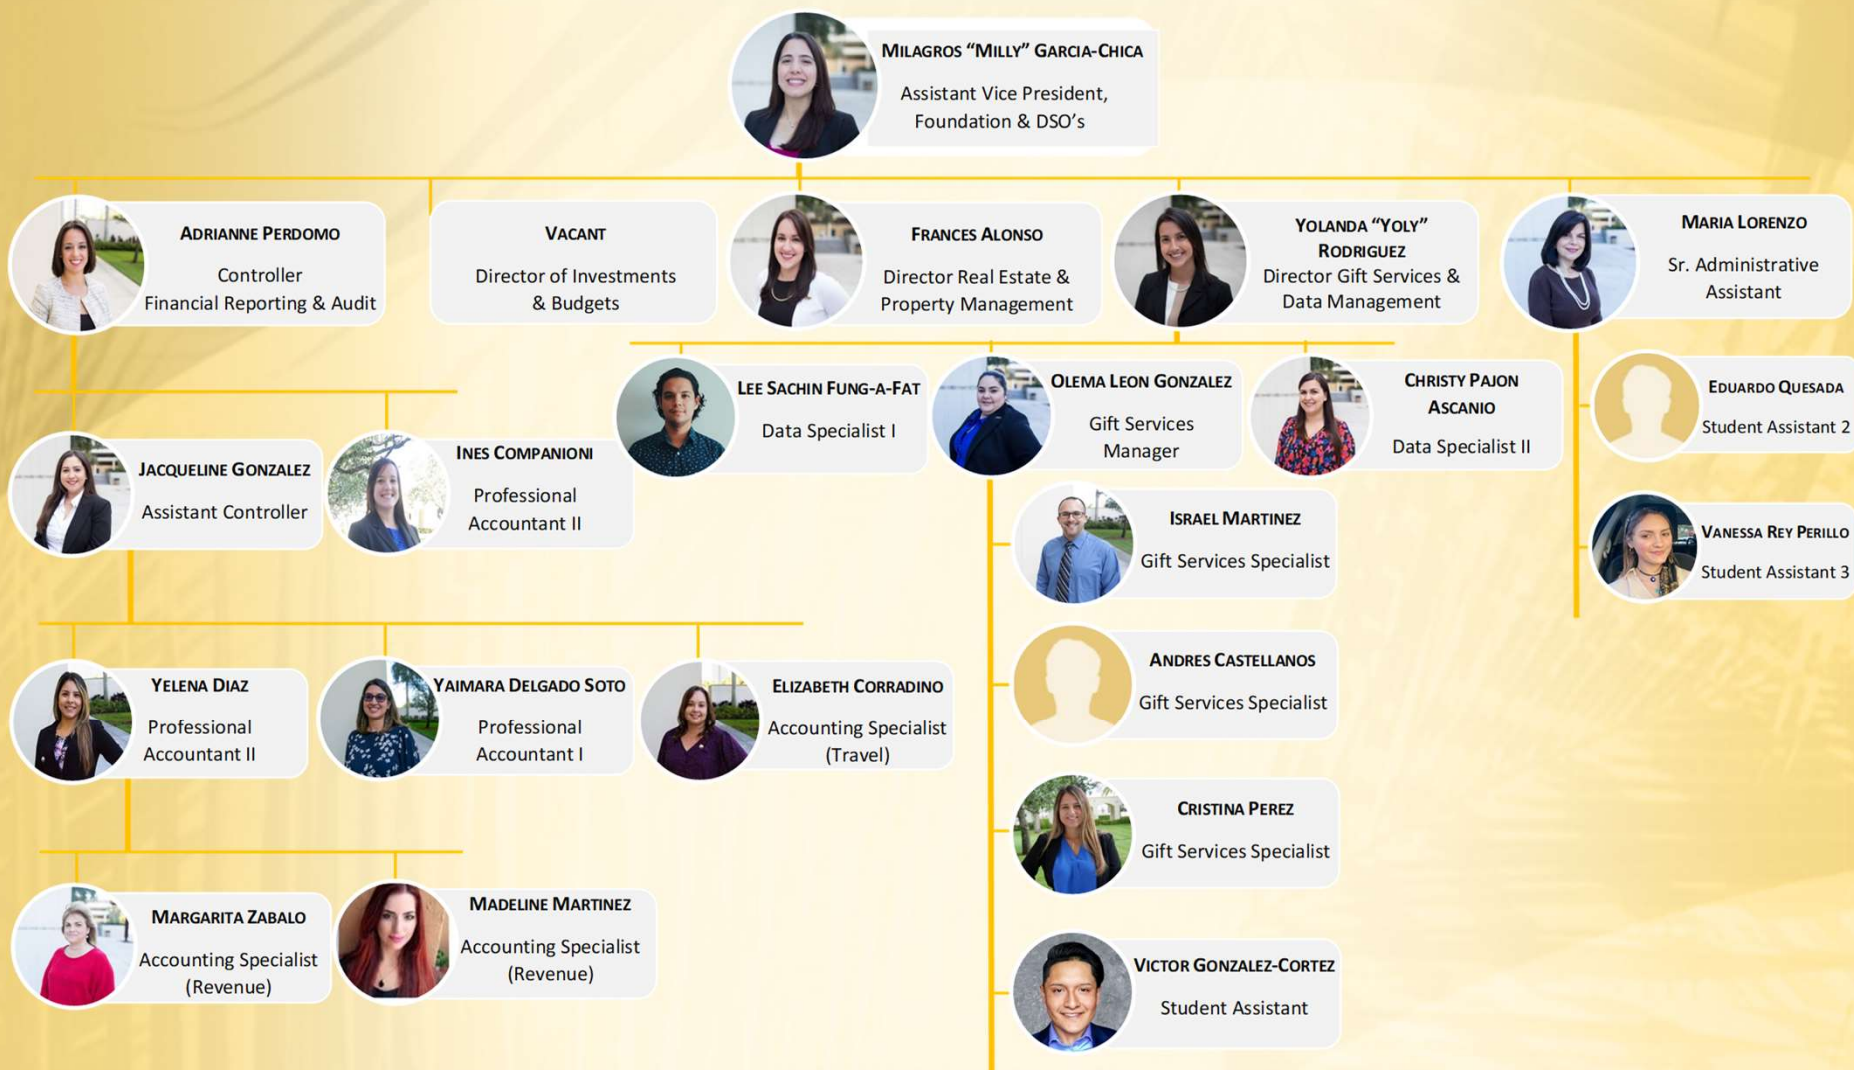 MILAGROS “MILLY” GARCIA-CHICA
Assistant Vice President,
Foundation & DSO’s
ADRIANNE PERDOMO
Controller
Financial Reporting & Audit
VACANT
Director of Investments
& Budgets
FRANCES ALONSO
Director Real Estate &
Property Management
YOLANDA “YOLY”
RODRIGUEZ
Director Gift Services &
Data Management
MARIA LORENZO
Sr. Administrative
Assistant
LEE SACHIN FUNG-A-FAT
Data Specialist I
OLEMA LEON GONZALEZ
Gift Services
Manager
CHRISTY PAJON
ASCANIO
Data Specialist II
EDUARDO QUESADA
Student Assistant 2
JACQUELINE GONZALEZ
Assistant Controller
INES COMPANIONI
Professional
Accountant II
ISRAEL MARTINEZ
Gift Services Specialist
VANESSA REY PERILLO
Student Assistant 3
YELENA DIAZ
Professional
Accountant II
YAIMARA DELGADO SOTO
Professional
Accountant I
ELIZABETH CORRADINO
Accounting Specialist
(Travel)
ANDRES CASTELLANOS
Gift Services Specialist
CRISTINA PEREZ
Gift Services Specialist
MARGARITA ZABALO
Accounting Specialist
(Revenue)
MADELINE MARTINEZ
Accounting Specialist
(Revenue)
VICTOR GONZALEZ-CORTEZ
Student Assistant